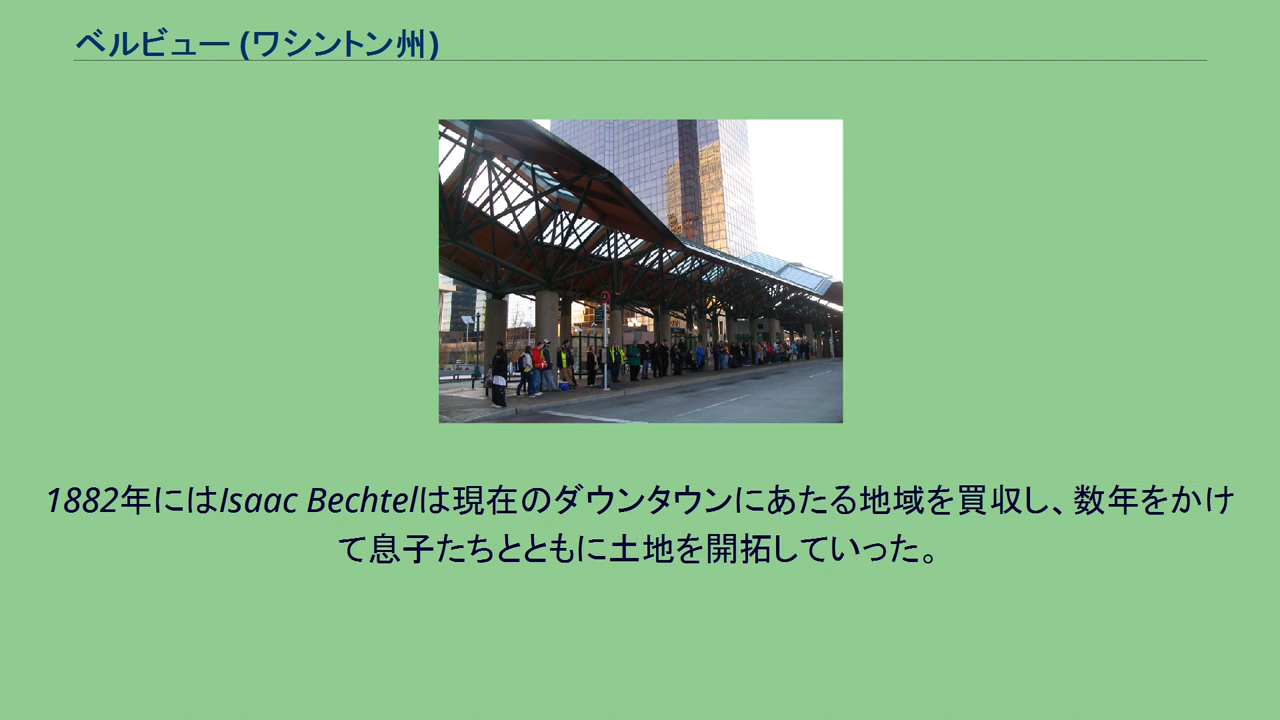 ベルビュー (ワシントン州)
1882年にはIsaac Bechtelは現在のダウンタウンにあたる地域を買収し、数年をかけ
て息子たちとともに土地を開拓していった。